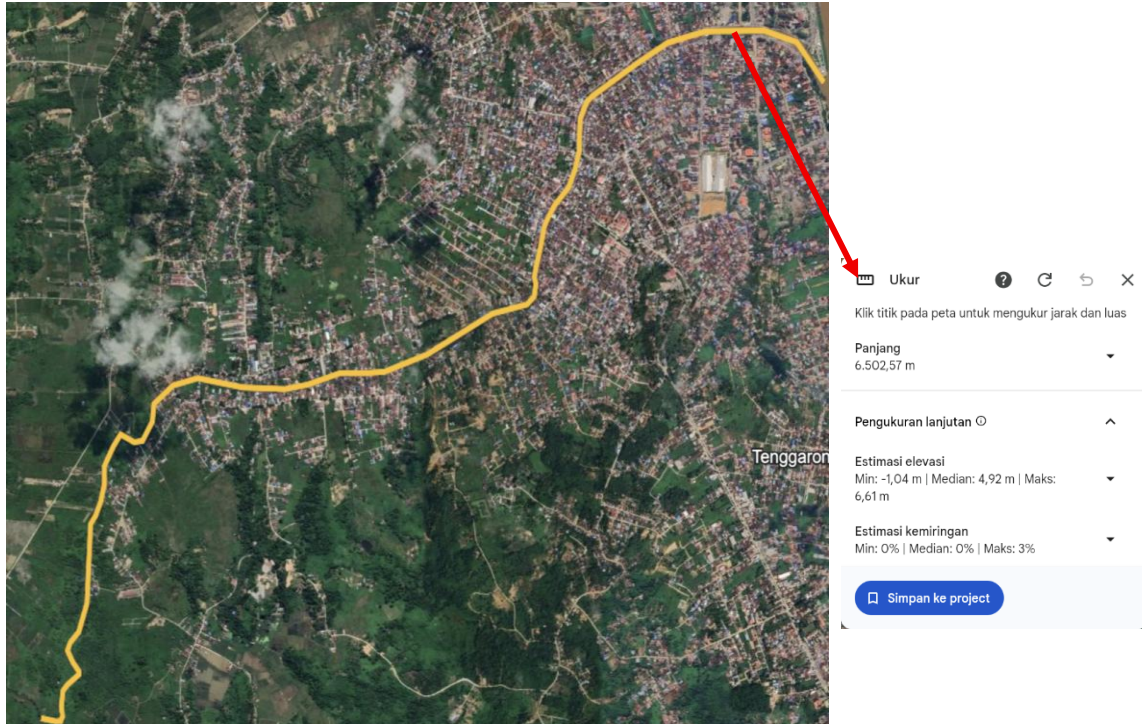 Tenggaron
Ukur
Klik titik pada peta untuk mengukur jarak dan luas
Panjang
6.502,57 m
Pengukuran lanjutan
Estimasi elevasi
Min: -1,04 m | Median: 4,92 m | Maks:
6,61 m
Estimasi kemiringan
Min: 0% | Median: 0% | Maks: 3%
Simpan ke project